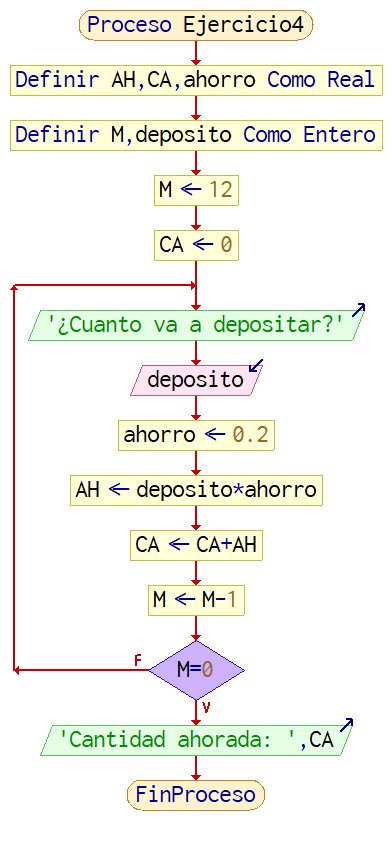 Proceso Ejercicio4
Definir AH,CA,ahorro Como Real
Definir M,deposito Como Entero
M ← 12
CA ← 0
'¿Cuanto va a depositar?'
deposito
ahorro ← 0.2
AH ← deposito*ahorro
CA ← CA+AH
M ← M-1
M=0
F
V
'Cantidad ahorada: ',CA
FinProceso